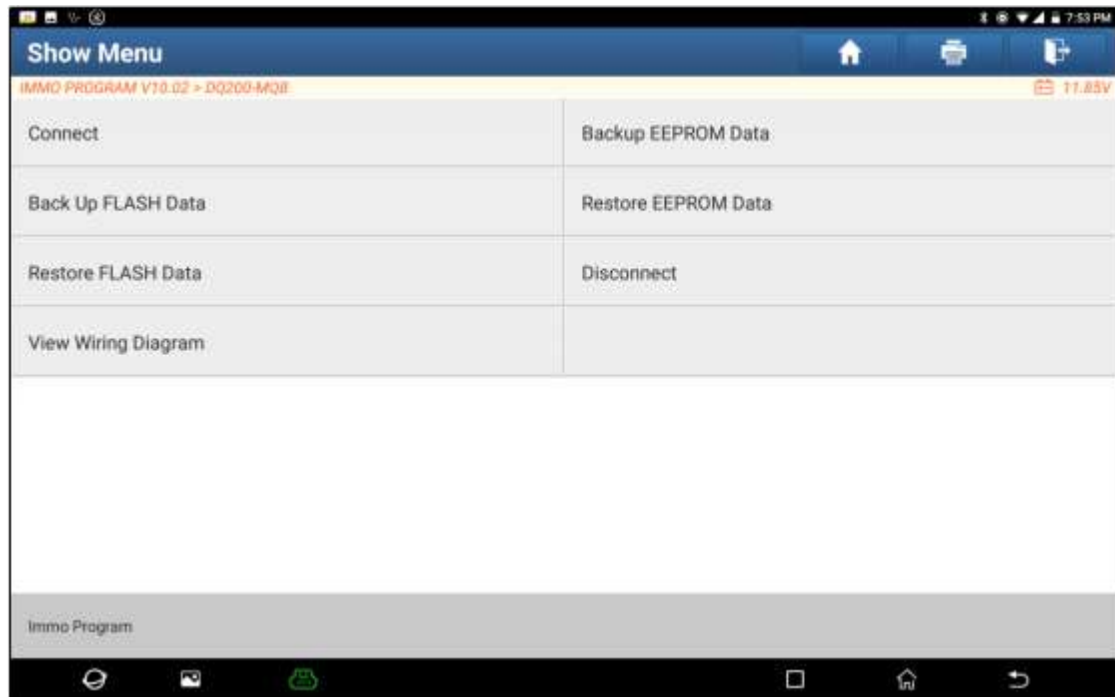 7:53 PM
Show Menu
IMMO PROGRAM V10.02 > DQ200-MQB
11.85V
Connect
Backup EEPROM Data
Back Up FLASH Data
Restore EEPROM Data
Restore FLASH Data
Disconnect
View Wiring Diagram
Immo Program